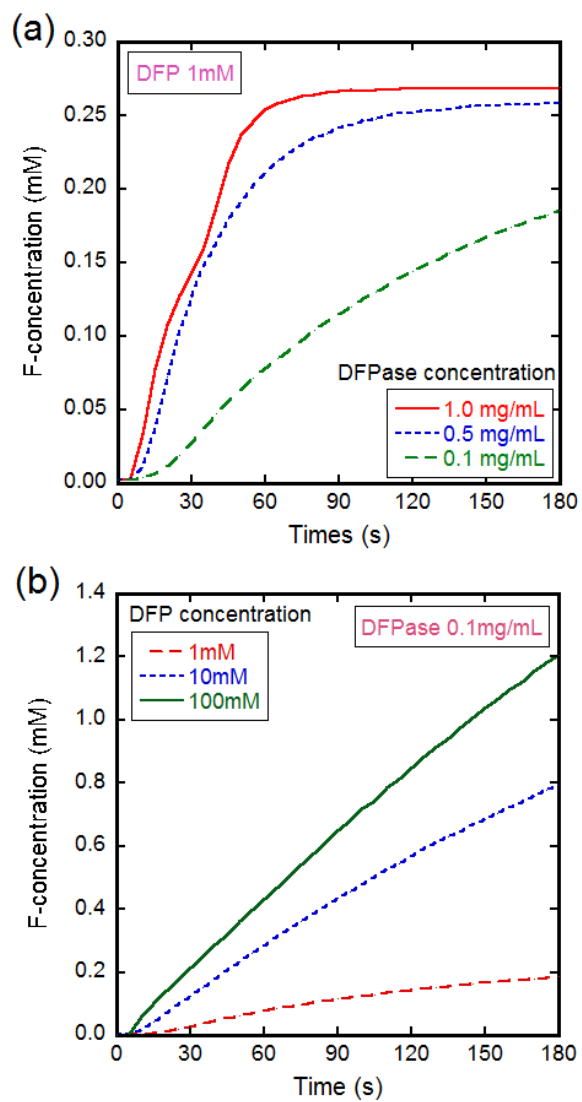 (a)
0.30
0.25
0.20
0.15
0.10
0.05
0.00
F-concentration (mM)
DFP 1mM
DFPase concentration
1.0 mg/mL
0.5 mg/mL
0.1 mg/mL
0 30 60 90 120 150 180
Times (s)
(b)
1.4
1.2
1.0
0.8
0.6
0.4
0.2
0.0
F-concentration (mM)
DFP concentration
1mM
10mM
100mM
DFPase 0.1mg/mL
0 30 60 90 120 150 180
Time (s)